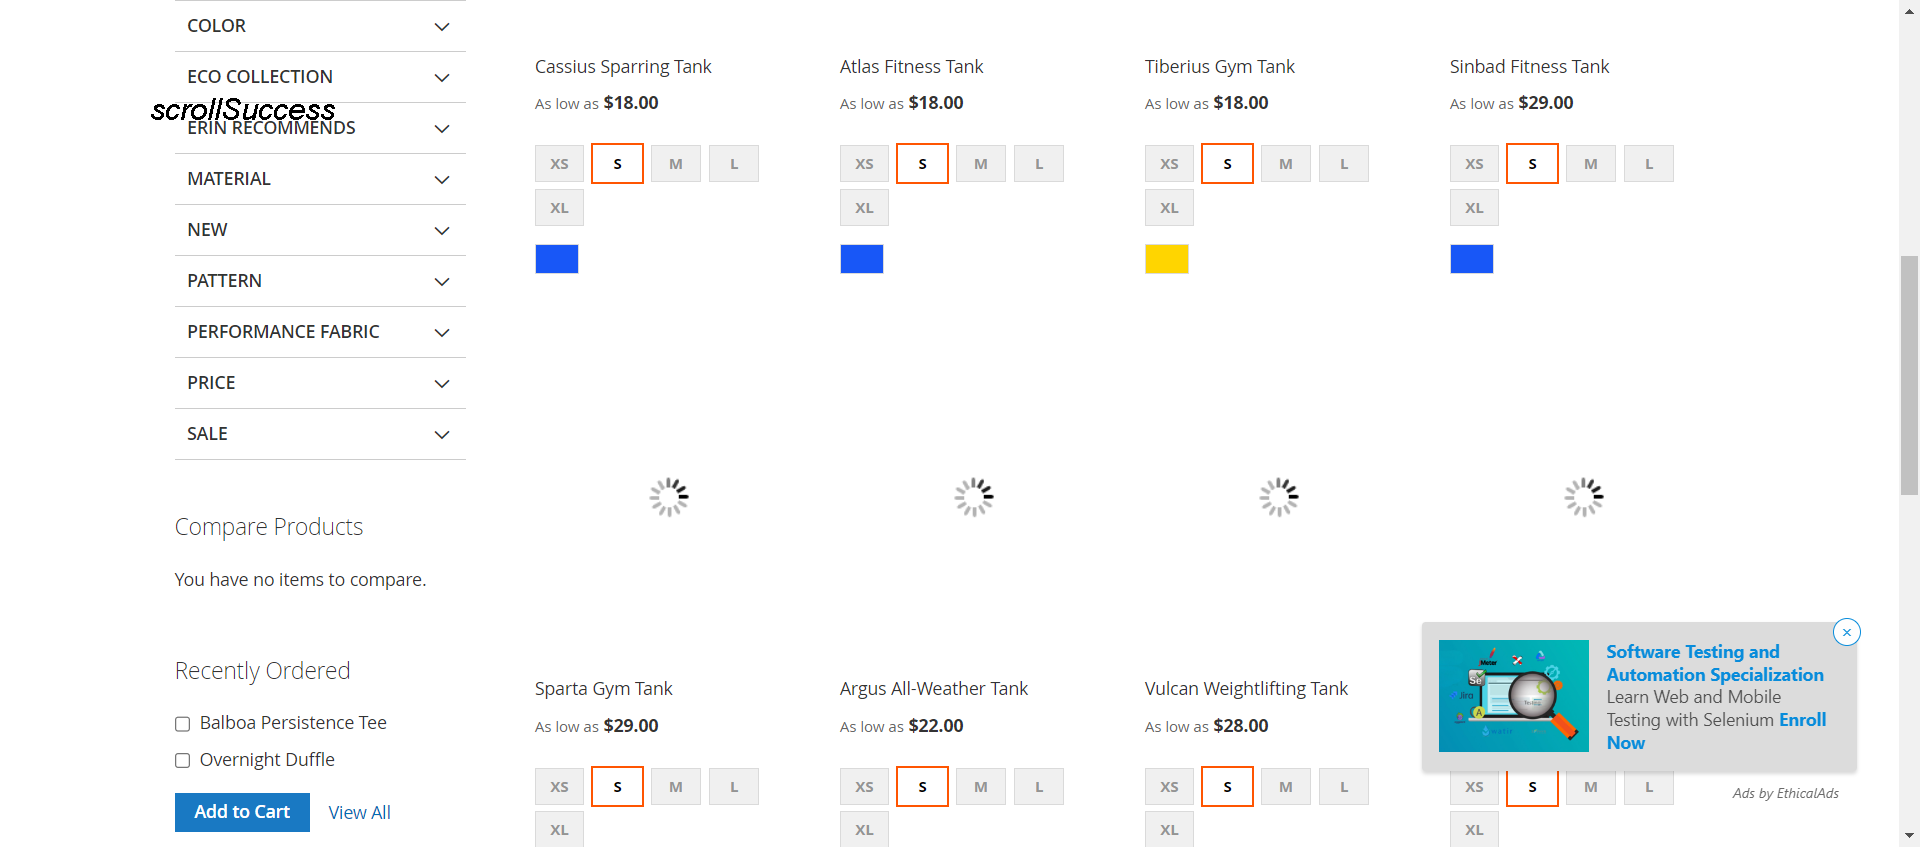 COLOR
ECO COLLECTION
scrollSuccess
ERIN RECOMMENDS
MATERIAL
NEW
PATTERN
PERFORMANCE FABRIC
PRICE
SALE
Compare Products
You have no items to compare.
Recently Ordered
Balboa Persistence Tee
Overnight Duffle
Add to Cart View All
Cassius Sparring Tank
As low as $18.00
XS S M L
XL
Atlas Fitness Tank
As low as $18.00
XS S M L
XL
Tiberius Gym Tank
As low as $18.00
XS S M L
XL
Sinbad Fitness Tank
As low as $29.00
XS S M L
XL
Sparta Gym Tank
As low as $29.00
XS S M L
XL
Argus All-Weather Tank
As low as $22.00
XS S M L
XL
Vulcan Weightlifting Tank
As low as $28.00
XS S M L
XL
XS S M L
XL
Meter
Se
Jira
Software Testing and
Automation Specialization
Learn Web and Mobile
Testing with Selenium Enroll
Now
Ads by EthicalAds